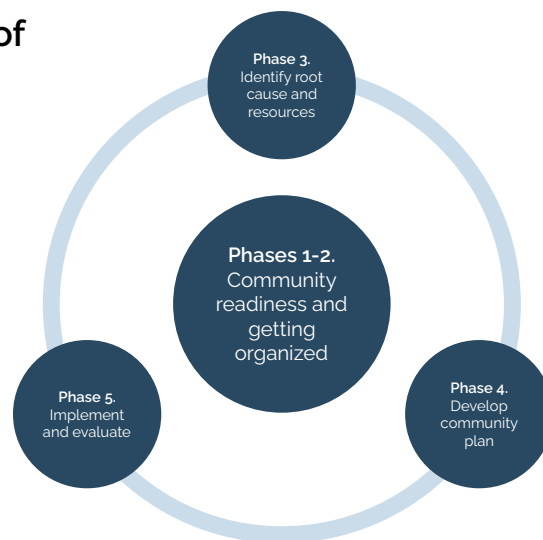 of
Phase 3.
Identify root
cause and
resources
Phases 1-2.
Community
readiness and
getting
organized
Phase 5.
Implement
and evaluate
Phase 4.
Develop
community
plan